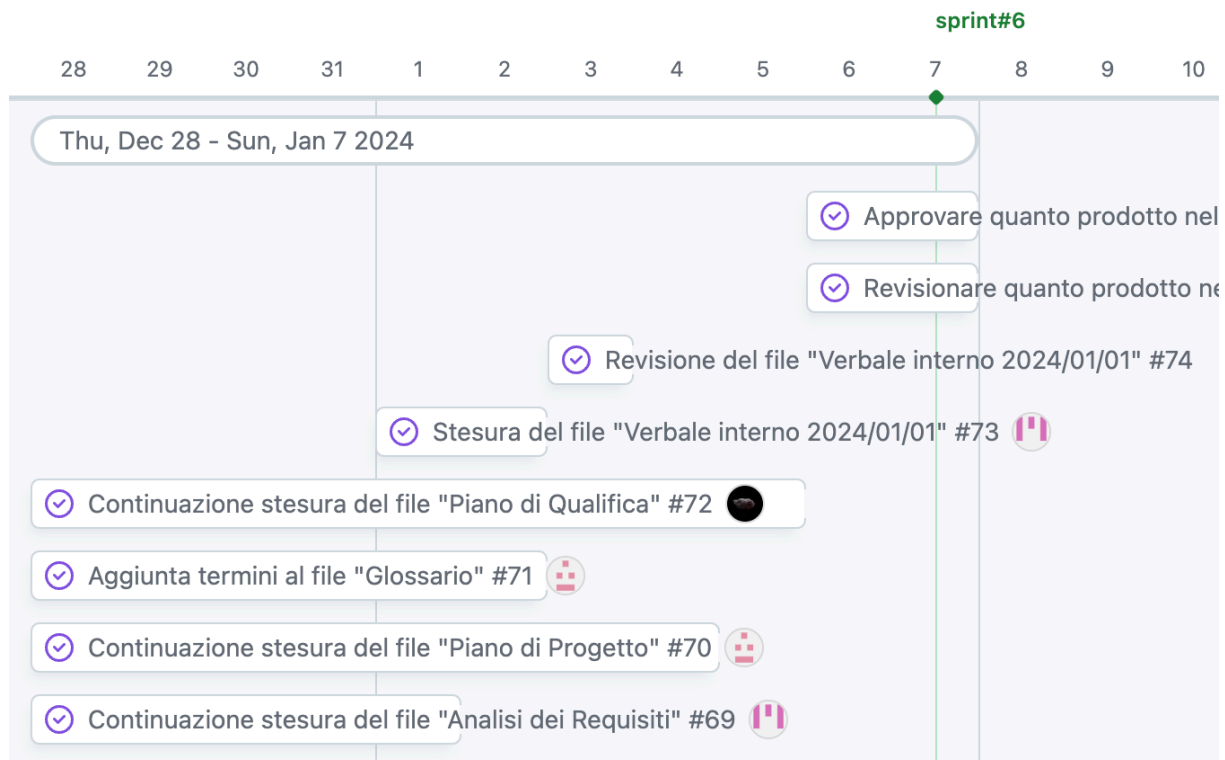 sprint#6
28 29 30 31 1 2 3 4 5 6 7 8 9 10
Thu, Dec 28 - Sun, Jan 7 2024
Approvare quanto prodotto nel
Revisionare quanto prodotto ne
Revisione del file "Verbale interno 2024/01/01" #74
Stesura del file "Verbale interno 2024/01/01" #73
Continuazione stesura del file "Piano di Qualifica" #72
Aggiunta termini al file "Glossario" #71
Continuazione stesura del file "Piano di Progetto" #70
Continuazione stesura del file "Analisi dei Requisiti" #69